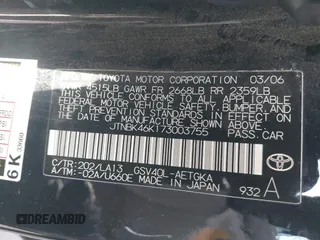 TOYOTA MOTOR CORPORATION 03/06
4515LB GAWR FR 2668LB RR 2359LB
THIS VEHICLE CONFORMS TO ALL APPLICABLE
FEDERAL MOTOR VEHICLE SAFETY, BUMPER, AND
THEFT PREVENTION STANDARDS IN EFFECT ON
THE DATE OF MANUFACTURE SHOWN ABOVE.
JTNBK46K173003755 PASS. CAR
C/TR: 202/LA13 GSV40L-AETGKA
A/TM: -02A/U660E MADE IN JAPAN
TOYOTA
932 A
6K
33660
DREAMBID